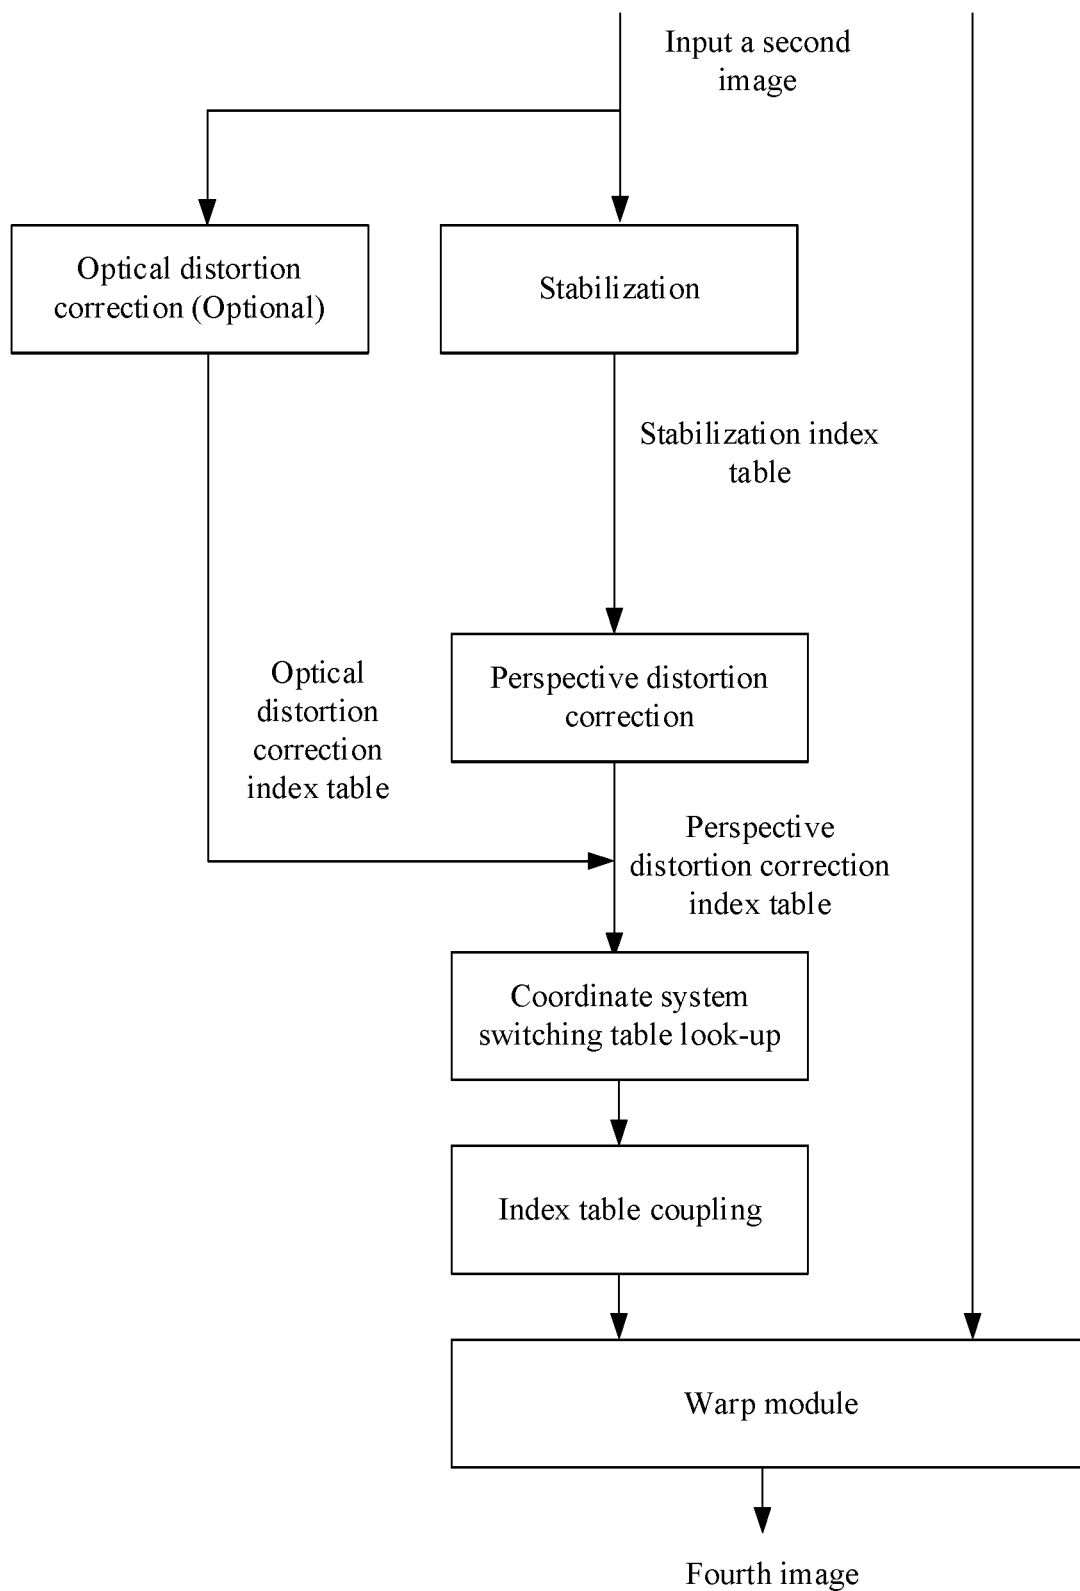 Input a second
image
Optical distortion
correction (Optional)
Stabilization
Stabilization index
table
Optical
distortion
correction
index table
Perspective distortion
correction
Perspective
distortion correction
index table
Coordinate system
switching table look-up
Index table coupling
Warp module
Fourth image